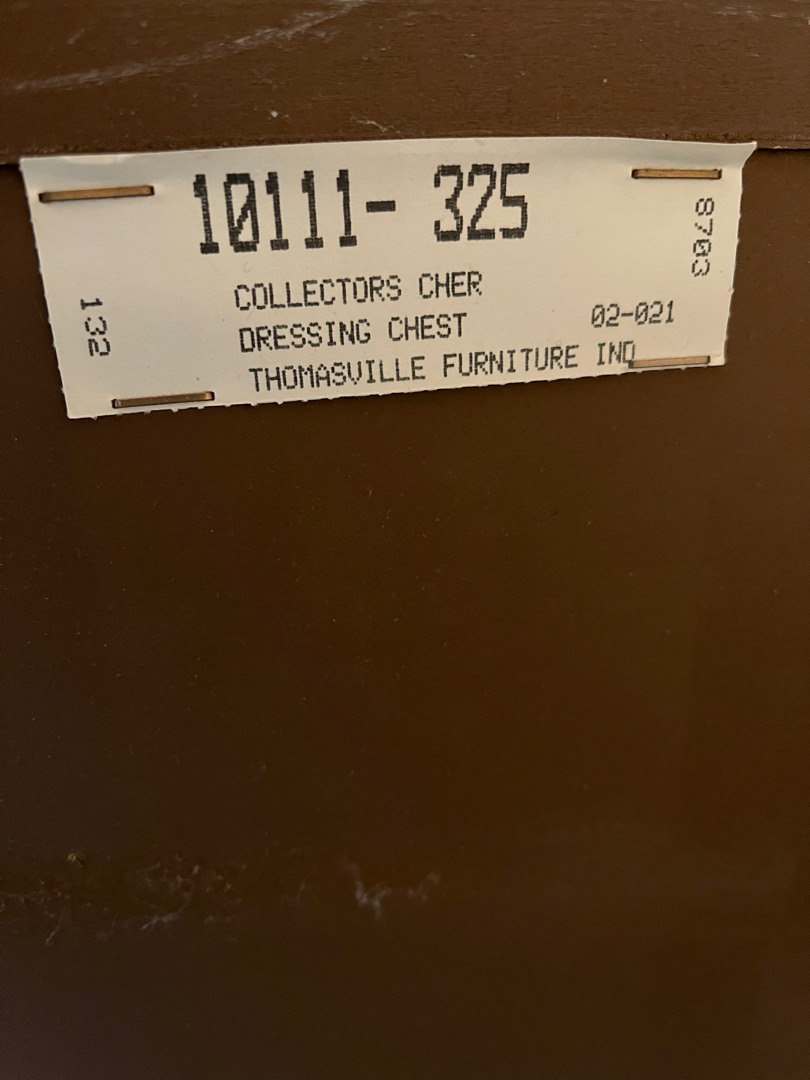 10111- 325
8703
COLLECTORS CHER
132
DRESSING CHEST 02-021
THOMASVILLE FURNITURE IND